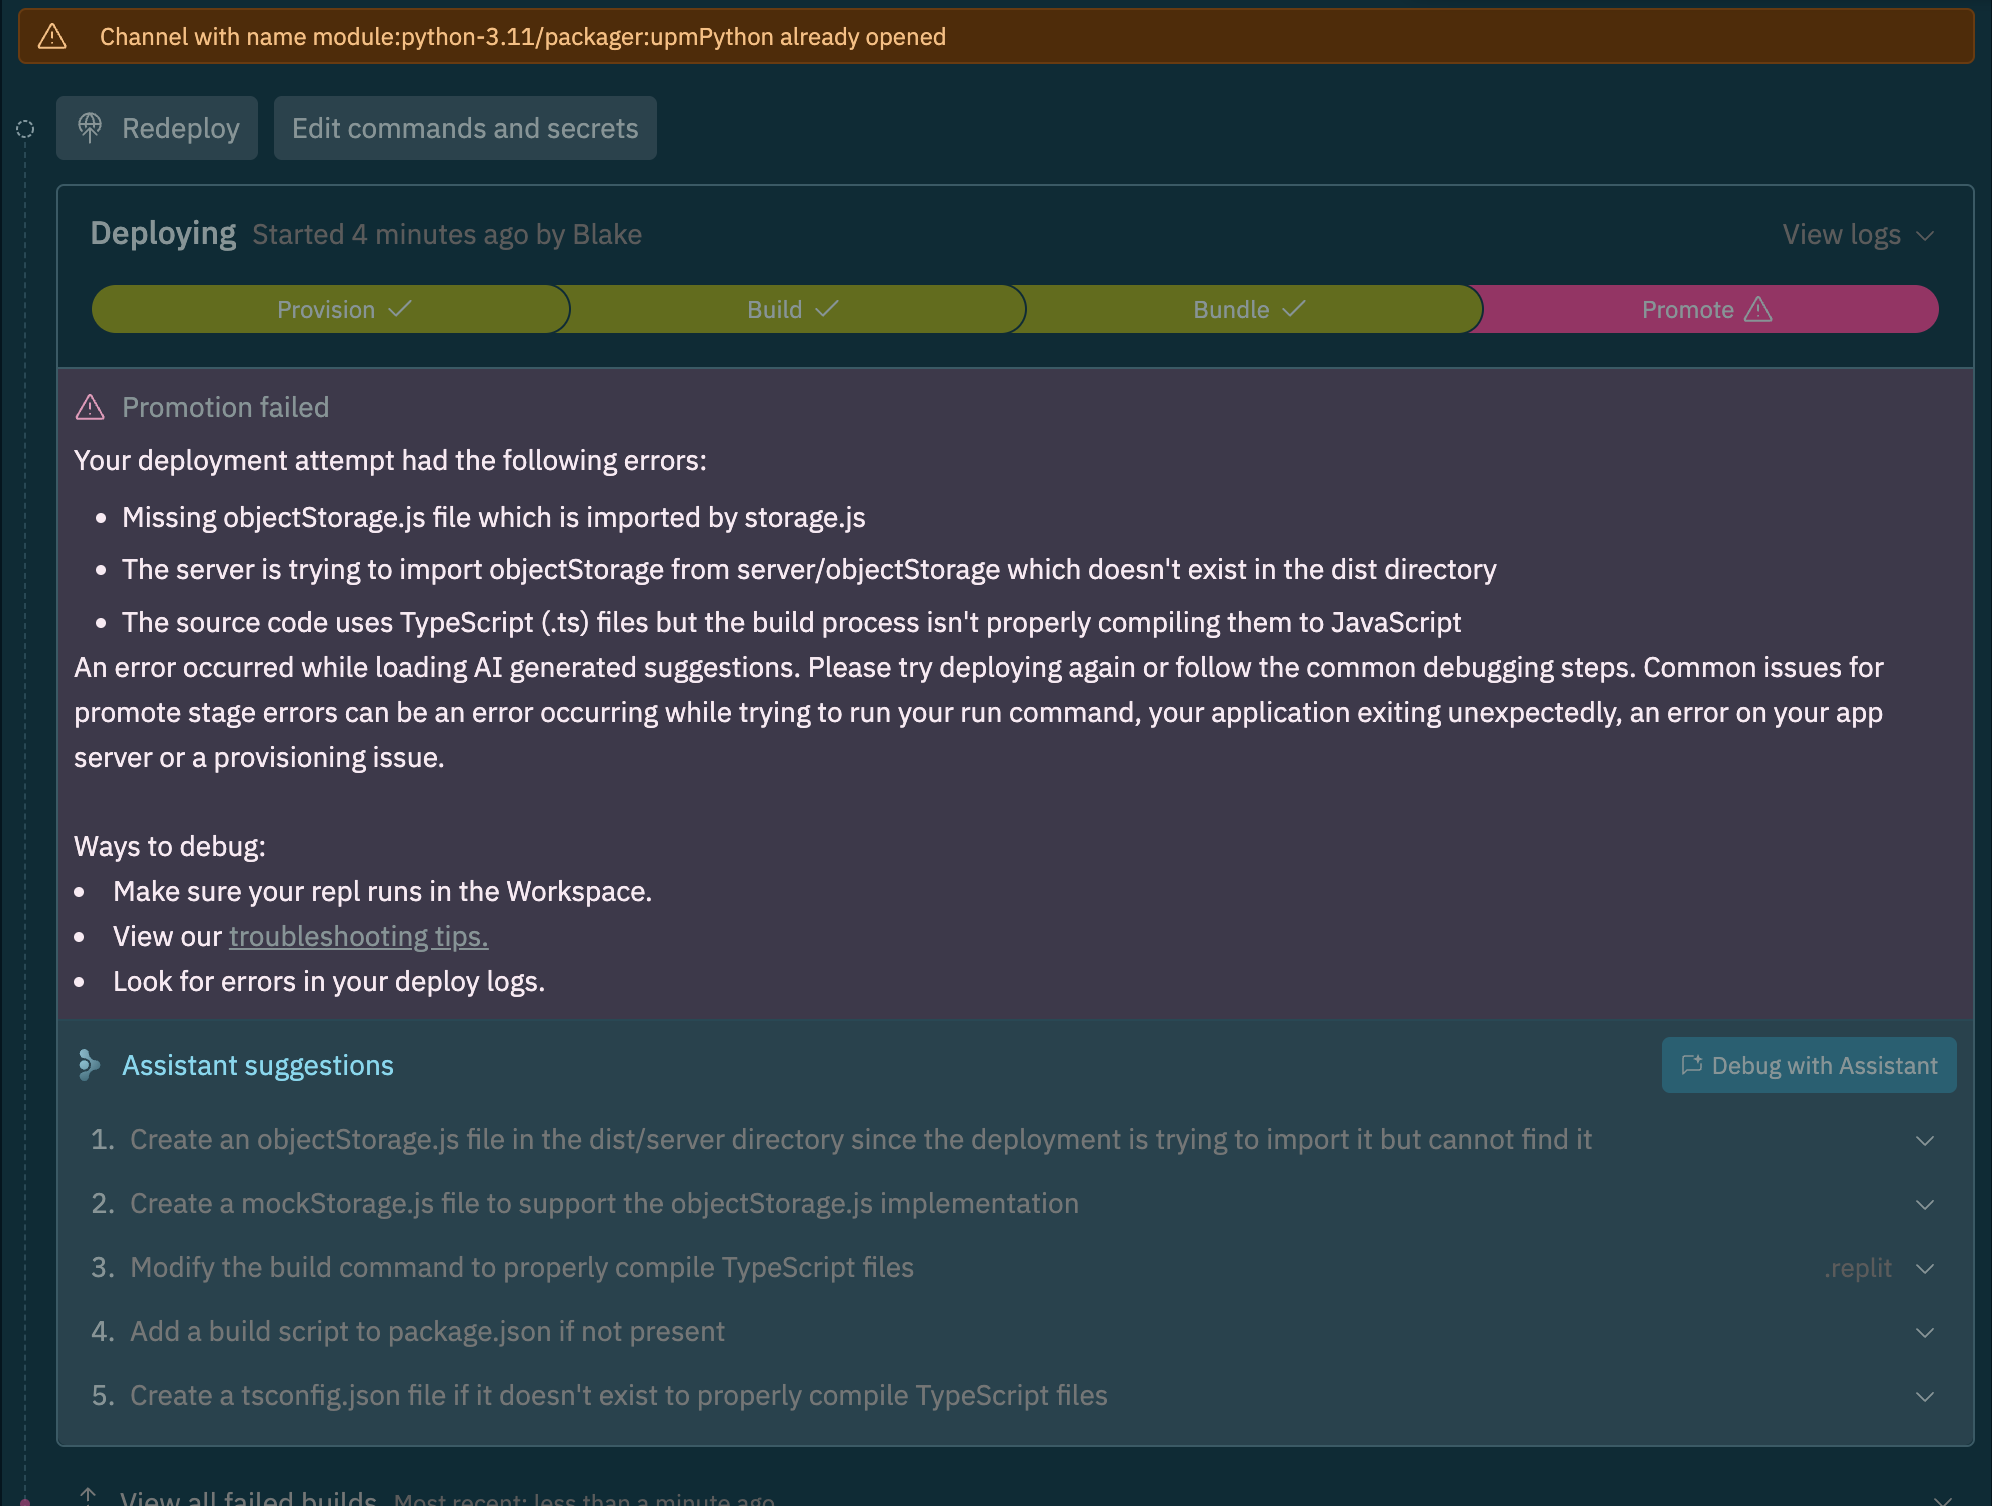 Channel with name module:python-3.11/packager:upmPython already opened
Redeploy
Edit commands and secrets
Deploying Started 4 minutes ago by Blake
View logs
Provision
Build
Bundle
Promote
Promotion failed
Your deployment attempt had the following errors:
• Missing objectStorage.js file which is imported by storage.js
• The server is trying to import objectStorage from server/objectStorage which doesn't exist in the dist directory
• The source code uses TypeScript (.ts) files but the build process isn't properly compiling them to JavaScript
An error occurred while loading AI generated suggestions. Please try deploying again or follow the common debugging steps. Common issues for
promote stage errors can be an error occurring while trying to run your run command, your application exiting unexpectedly, an error on your app
server or a provisioning issue.
Ways to debug:
• Make sure your repl runs in the Workspace.
• View our troubleshooting tips.
• Look for errors in your deploy logs.
Assistant suggestions
Debug with Assistant
1. Create an objectStorage.js file in the dist/server directory since the deployment is trying to import it but cannot find it
2. Create a mockStorage.js file to support the objectStorage.js implementation
3. Modify the build command to properly compile TypeScript files
.replit
4. Add a build script to package.json if not present
5. Create a tsconfig.json file if it doesn't exist to properly compile TypeScript files
View all failed builds Most recent: less than a minute ago